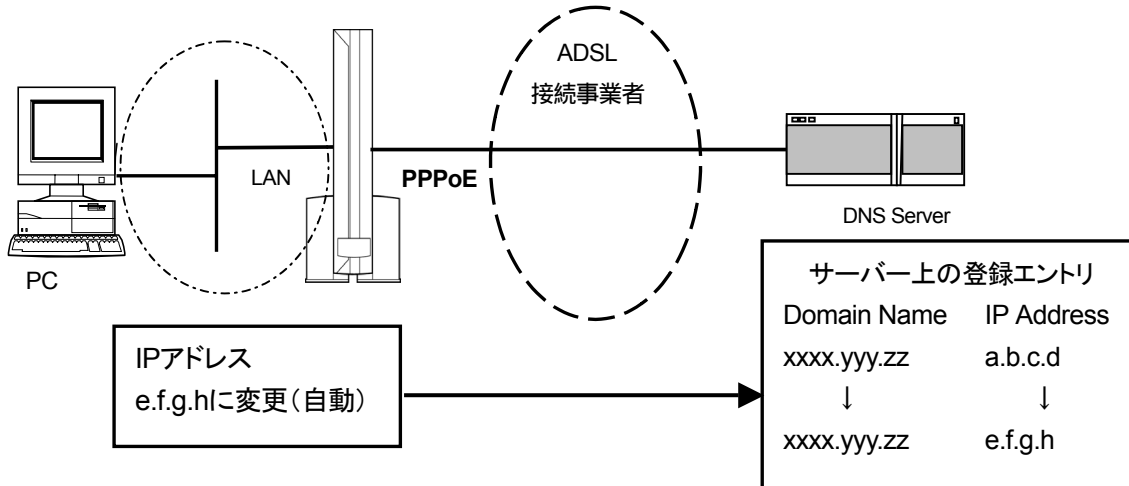 ADSL
接続事業者
LAN
PPPoE
PC
DNS Server
IPアドレス
e.f.g.hに変更(自動)
サーバー上の登録エントリ
Domain Name IP Address
xxxx.yyy.zz a.b.c.d
↓ ↓
xxxx.yyy.zz e.f.g.h